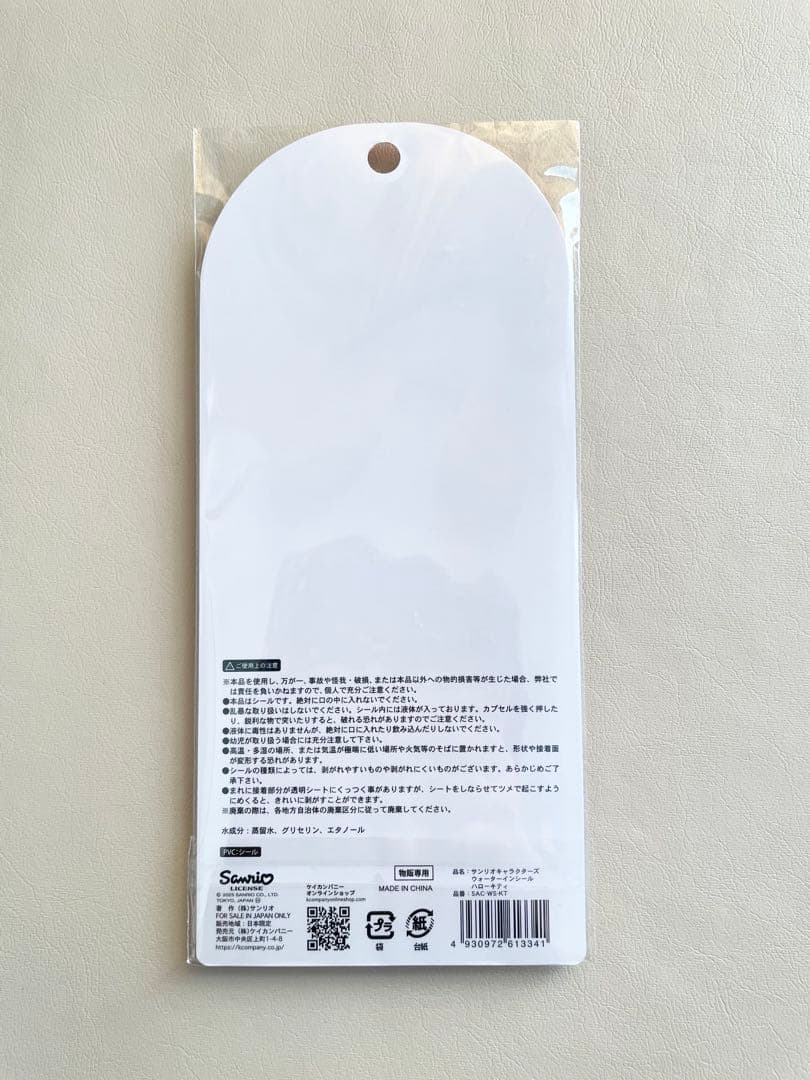 ⚠ご使用上の注意
※本品を使用し、万が一、事故や怪我・破損、または本品以外への物的損害等が生じた場合、弊社で
は責任を負いかねますので、個人で充分ご注意ください。
●本品はシールです。絶対に口の中に入れないでください。
●乱暴な取り扱いはしないでください。シール内には液体が入っております。カプセルを強く押した
り、鋭利な物で突いたりすると、破れる恐れがありますのでご注意ください。
●液体に毒性はありませんが、絶対に口に入れたり飲み込んだりしないでください。
●幼児が取り扱う場合には充分注意して下さい。
●高温・多湿の場所、または気温が極端に低い場所や火気等のそばに置かれますと、形状や接着面
が変形する恐れがあります。
●シールの種類によっては、剥がれやすいものや剥がれにくいものがございます。あらかじめご了
承下さい。
●まれに接着部分が透明シートにくっつく事がありますが、シートをしならせてツメで起こすよう
にめくると、きれいに剥がすことができます。
※廃棄の際は、各地方自治体の廃棄区分に従って廃棄してください。
水成分:蒸留水、グリセリン、エタノール
PVC:シール
Sanrio
LICENSE
© 2025 SANRIO CO., LTD.
TOKYO, JAPAN Ⓗ
著 作 (株)サンリオ
FOR SALE IN JAPAN ONLY
販売地域:日本限定
発売元 (株)ケイカンパニー
大阪市中央区上町1-4-8
https://kcompany.co.jp/
ケイカンパニー
オンラインショップ
kcompanyonlineshop.com
物販専用
MADE IN CHINA
プラ
袋
紙
台紙
品名:サンリオキャラクターズ
ウォーターインシール
ハローキティ
品番:SAC-WS-KT
4 930972 613341